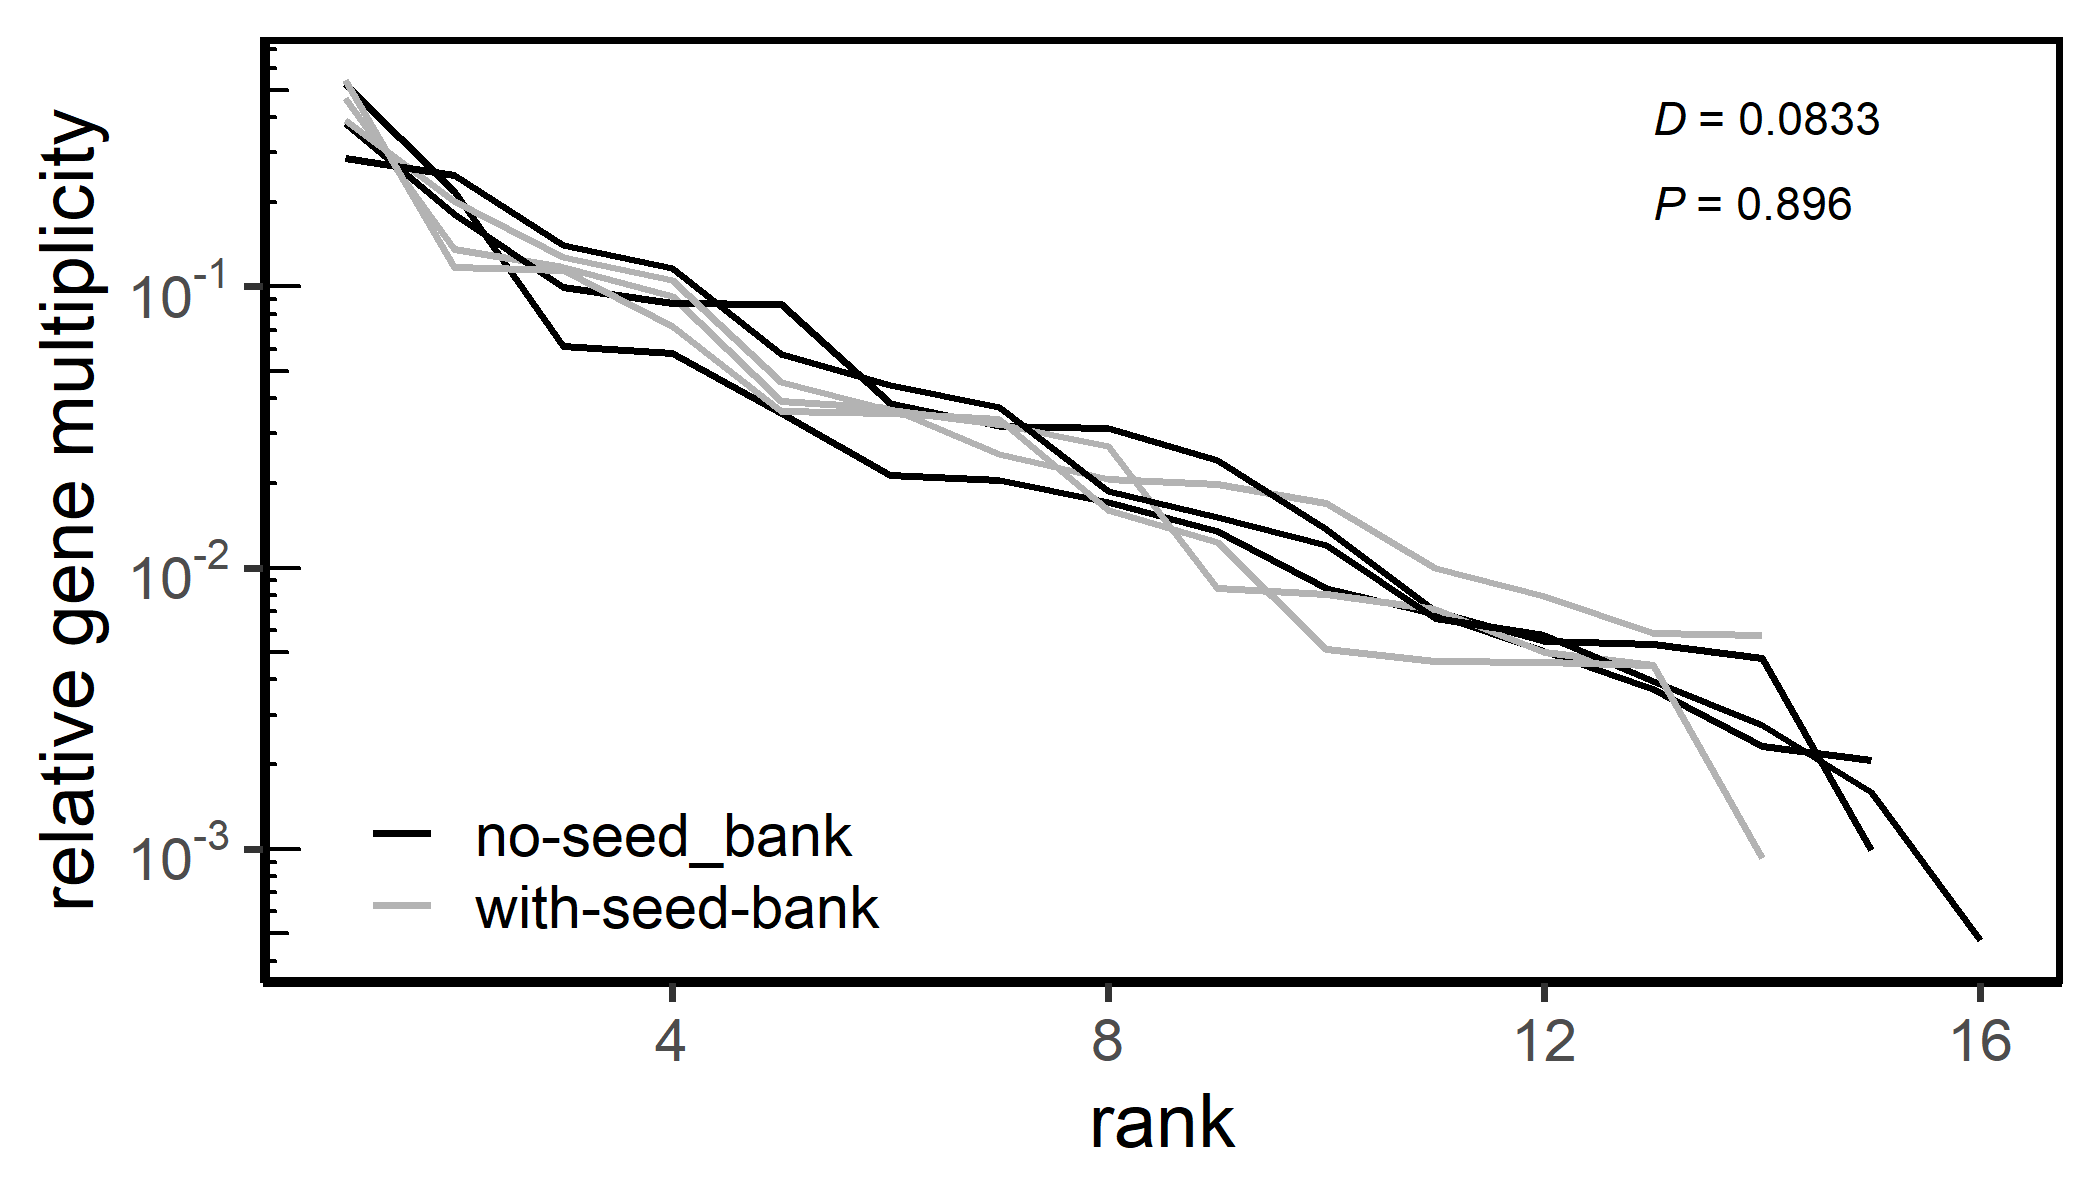 relative gene multiplicity
10-1
10-2
10-3
D = 0.0833
P = 0.896
no-seed_bank
with-seed-bank
4 8 12 16
rank